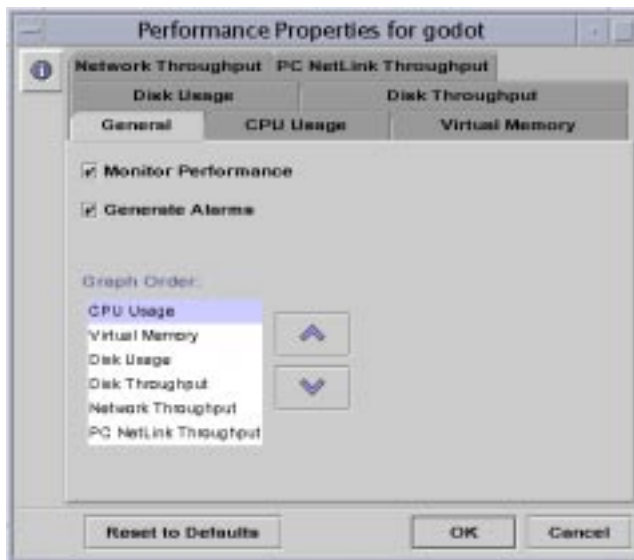 Performance Properties for godot
Network Throughput PC NetLink Throughput
Disk Usage Disk Throughput
General CPU Usage Virtual Memory
Monitor Performance
Generate Alarms
Graph Order:
CPU Usage
Virtual Memory
Disk Usage
Disk Throughput
Network Throughput
PC NetLink Throughput
Reset to Defaults OK Cancel